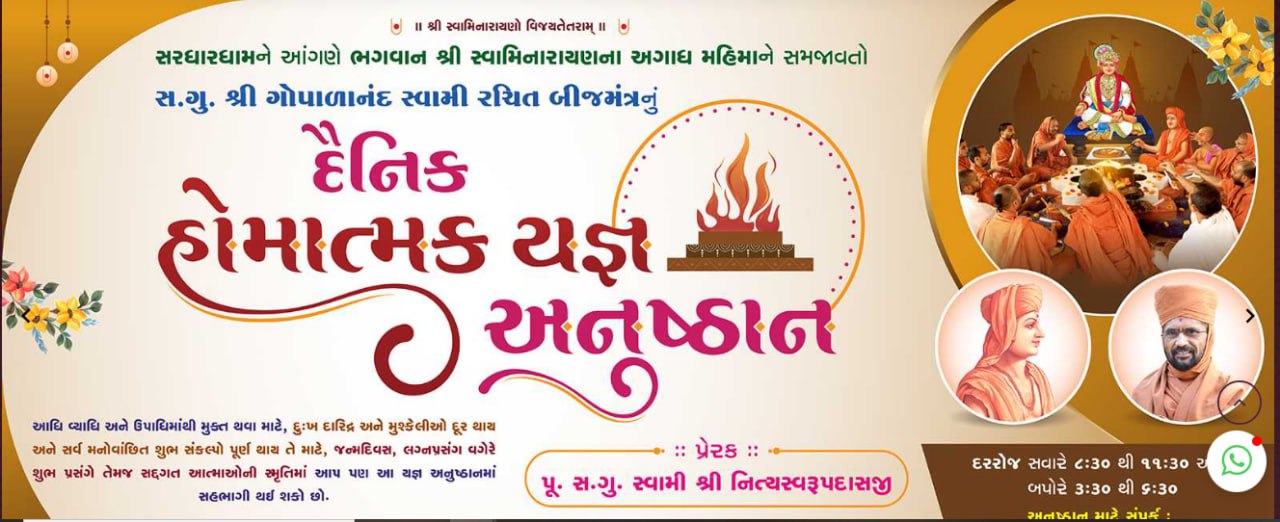 ॥ શ્રી સ્વામિનારાયણો વિજયતેતરામ્ ॥
સરધારધામને આંગણે ભગવાન શ્રી સ્વામિનારાયણના અગાધ મહિમાને સમજાવતો
સ.ગુ. શ્રી ગોપાળાનંદ સ્વામી રચિત બીજમંત્રનું
દૈનિક
હોમાત્મક યજ્ઞ
અનુષ્ઠાન
આધિ વ્યાધિ અને ઉપાધિમાંથી મુક્ત થવા માટે, દુઃખ દારિદ્ર અને મુશ્કેલીઓ દૂર થાય
અને સર્વ મનોવાંછિત શુભ સંકલ્પો પૂર્ણ થાય તે માટે, જન્મદિવસ, લગ્નપ્રસંગ વગેરે
શુભ પ્રસંગે તેમજ સદ્દગત આત્માઓની સ્મૃતિમાં આપ પણ આ યજ્ઞ અનુષ્ઠાનમાં
સહભાગી થઈ શકો છો.
:: પ્રેરક ::
પૂ. સ.ગુ. સ્વામી શ્રી નિત્યસ્વરૂપદાસજી
દરરોજ સવારે ૮:૩૦ થી ૧૧:૩૦
બપોરે ૩:૩૦ થી ૬:૩૦
અનુષ્ઠાન માટે સંપર્ક :